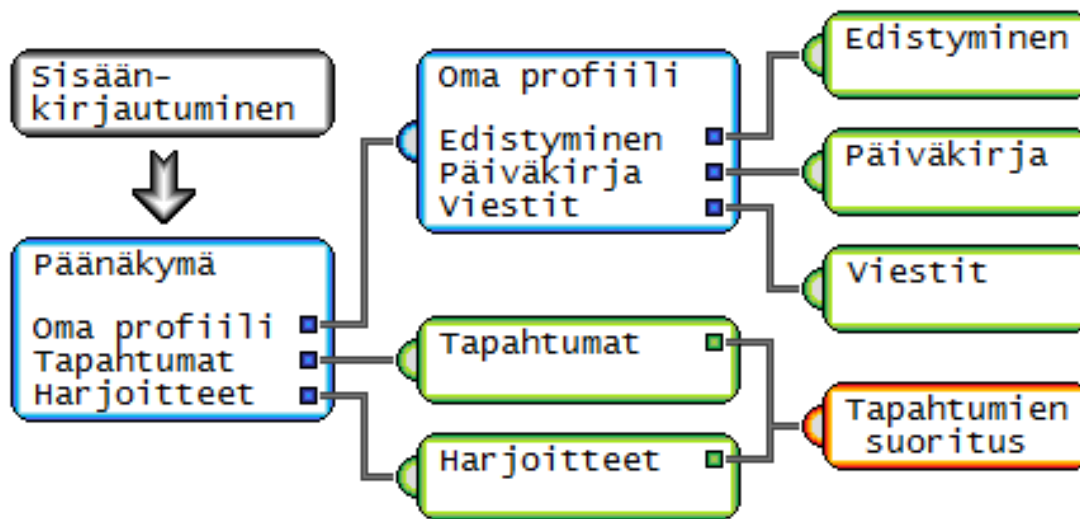 Sisään-
kirjautuminen
Päänäkymä
Oma profiili
Tapahtumat
Harjoitteet
Oma profiili
Edistyminen
Päiväkirja
Viestit
Tapahtumat
Harjoitteet
Edistyminen
Päiväkirja
Viestit
Tapahtumien
suoritus